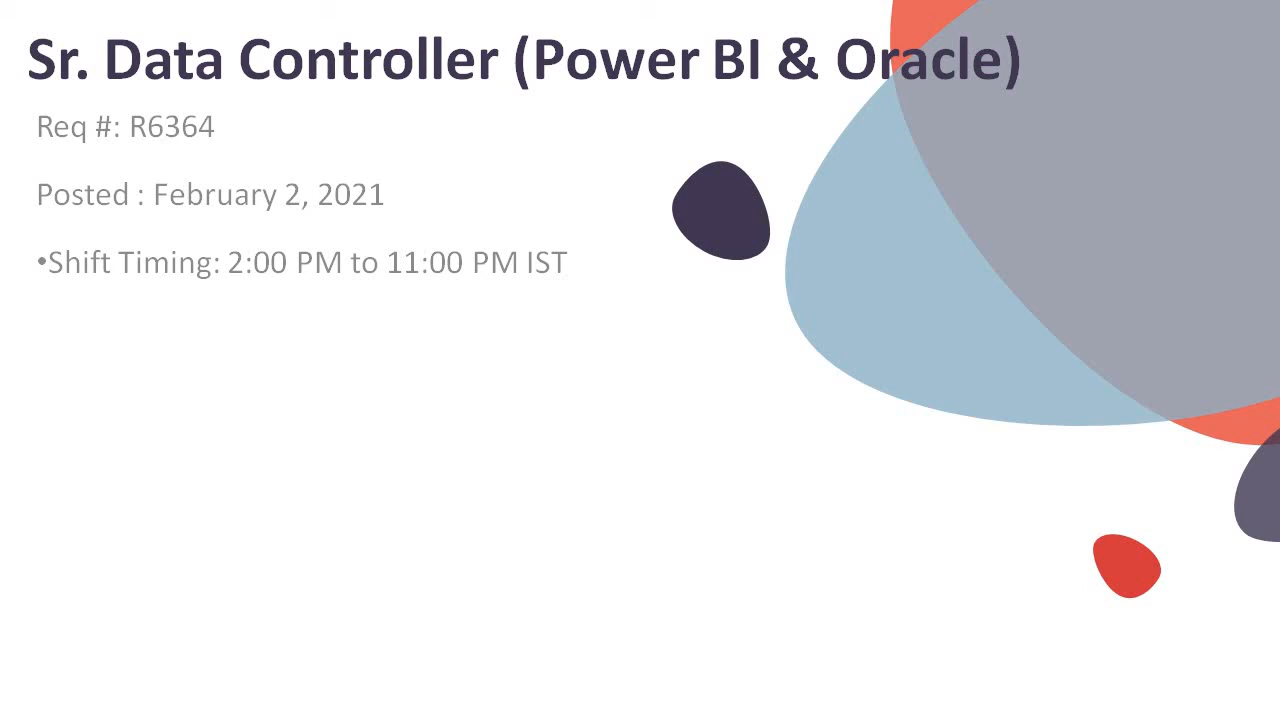 Sr. Data Controller (Power BI & Oracle)
Req #: R6364
Posted : February 2, 2021
•Shift Timing: 2:00 PM to 11:00 PM IST